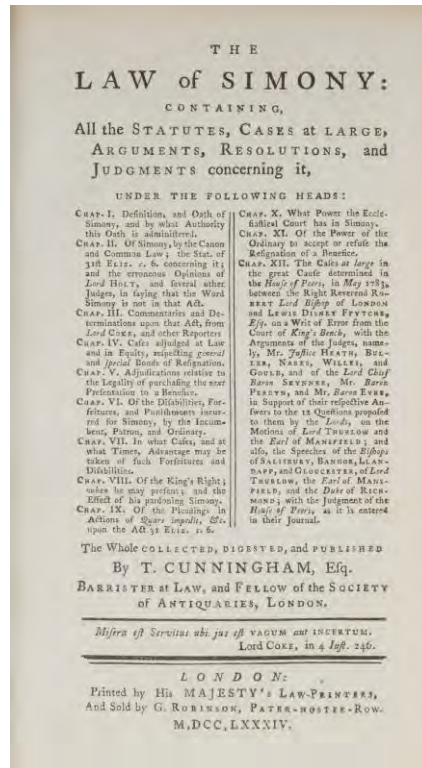 THE
LAW of SIMONY:
CONTAINING,
All the STATUTES, CASES at LARGE,
ARGUMENTS, RESOLUTIONS, and
JUDGMENTS concerning it,
UNDER THE FOLLOWING HEADS:
CHAP. I. Definition, and Oath of
Simony, and by what Authority
this Oath is administered.
CHAP. II. Of Simony, by the Canon
and Common Law; the Stat. of
31st ELIZ. c. 6. concerning it;
and the erroneous Opinions of
Lord HOLT, and several other
Judges, in saying that the Word
Simony is not in that Act.
CHAP. III. Commentaries and De-
terminations upon that Act, from
Lord COKE, and other Reporters
CHAP. IV. Cases adjudged at Law
and in Equity, respecting general
and special Bonds of Resignation.
CHAP. V. Adjudications relative to
the Legality of purchasing the next
Presentation to a Benefice.
CHAP. VI. Of the Disabilities, For-
feitures, and Punishments incur-
red for Simony, by the Incum-
bent, Patron, and Ordinary.
CHAP. VII. In what Cases, and at
what Times, Advantage may be
taken of such Forfeitures and
Disabilities.
CHAP. VIII. Of the King's Right;
when he may present; and the
Effect of his pardoning Simony.
CHAP. IX. Of the Pleadings in
Actions of Quare impedit, &c.
upon the Act 31 ELIZ. c. 6.
CHAP. X. What Power the Eccle-
siastical Court has in Simony.
CHAP. XI. Of the Power of the
Ordinary to accept or refuse the
Resignation of a Benefice.
CHAP. XII. The Case at large in
the great Cause determined in
the House of Peers, in May 1783,
between the Right Reverend RO-
BERT Lord Bishop of LONDON
and LEWIS DISNEY FFYTCHE,
Esq. on a Writ of Error from the
Court of King's Bench, with the
Arguments of the Judges, name-
ly, Mr. Justice HEATH, BUL-
LER, NARES, WILLES, and
GOULD, and of the Lord Chief
Baron SKYNNER, Mr. Baron
PERRYN, and Mr. Baron EYRE,
in Support of their respective An-
swers to the 12 Questions proposed
to them by the Lords, on the
Motions of Lord THURLOW and
the Earl of MANSFIELD; and
also, the Speeches of the Bishops
of SALISBURY, BANGOR, LLAN-
DAFF, and GLOUCESTER, of Lord
THURLOW, the Earl of MANS-
FIELD, and the Duke of RICH-
MOND; with the Judgment of the
House of Peers, as it is entered
in their Journal.
The Whole COLLECTED, DIGESTED, and PUBLISHED
By T. CUNNINGHAM, Esq.
BARRISTER at LAW, and FELLOW of the SOCIETY
of ANTIQUARIES, LONDON.
Misera est Servitus ubi jus est VAGUM aut INCERTUM.
Lord COKE, in 4 Inst. 246.
LONDON:
Printed by His MAJESTY'S LAW-PRINTERS,
And Sold by G. ROBINSON, PATER-NOSTER-ROW.
M,DCC,LXXXIV.